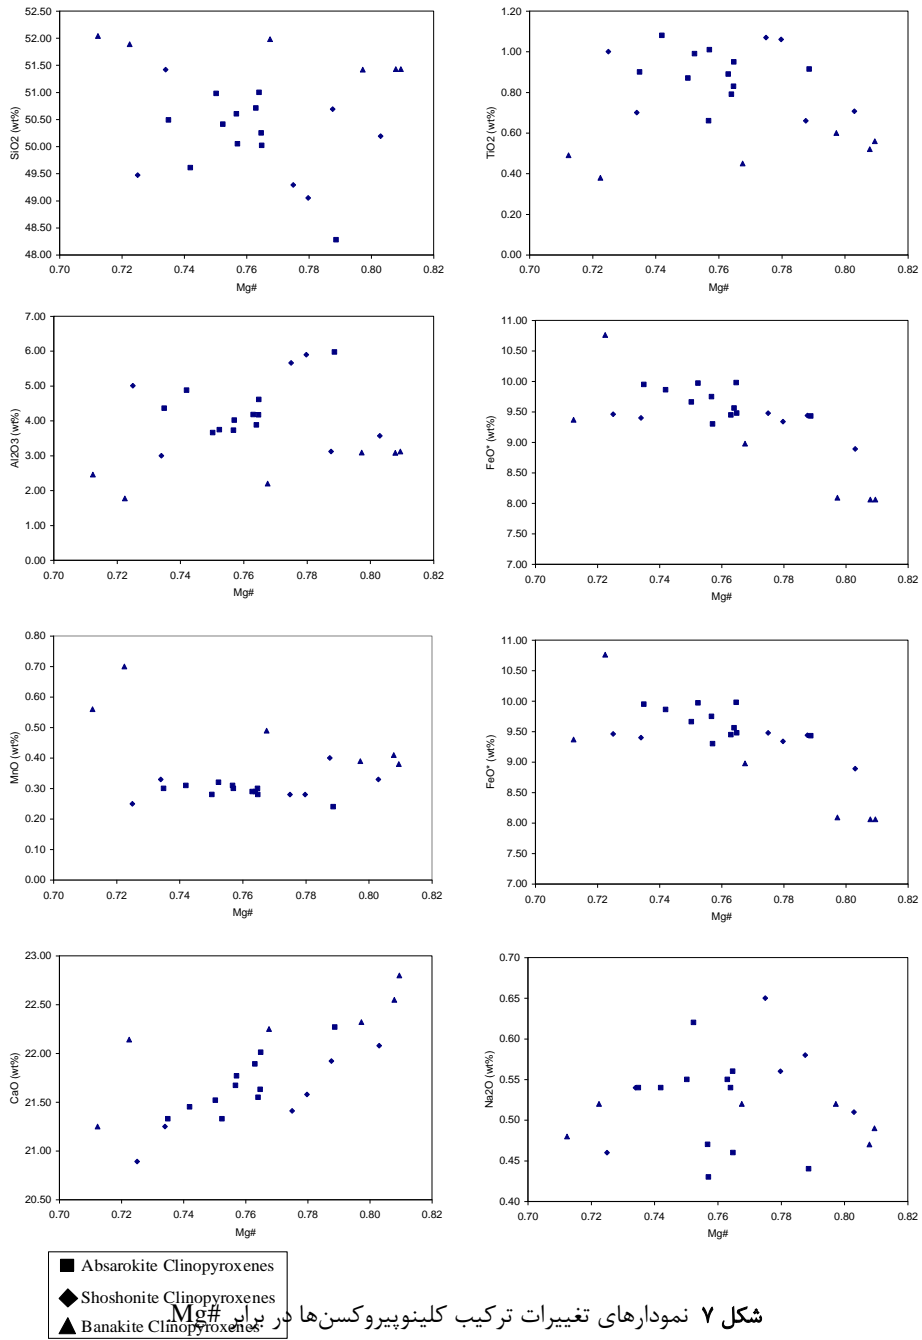 52.50
52.00
51.50
51.00
50.50
50.00
49.50
49.00
48.50
48.00
SiO2 (wt%)
0.70 0.72 0.74 0.76 0.78 0.80 0.82
Mg#
1.20
1.00
0.80
0.60
0.40
0.20
0.00
TiO2 (wt%)
0.70 0.72 0.74 0.76 0.78 0.80 0.82
Mg#
7.00
6.00
5.00
4.00
3.00
2.00
1.00
0.00
Al2O3 (wt%)
0.70 0.72 0.74 0.76 0.78 0.80 0.82
Mg#
11.00
10.50
10.00
9.50
9.00
8.50
8.00
7.50
7.00
FeO* (wt%)
0.70 0.72 0.74 0.76 0.78 0.80 0.82
Mg#
0.80
0.70
0.60
0.50
0.40
0.30
0.20
0.10
0.00
MnO (wt%)
0.70 0.72 0.74 0.76 0.78 0.80 0.82
Mg#
11.00
10.50
10.00
9.50
9.00
8.50
8.00
7.50
7.00
FeO* (wt%)
0.70 0.72 0.74 0.76 0.78 0.80 0.82
Mg#
23.00
22.50
22.00
21.50
21.00
20.50
CaO (wt%)
0.70 0.72 0.74 0.76 0.78 0.80 0.82
Mg#
0.70
0.65
0.60
0.55
0.50
0.45
0.40
Na2O (wt%)
0.70 0.72 0.74 0.76 0.78 0.80 0.82
Mg#
Absarokite Clinopyroxenes
Shoshonite Clinopyroxenes
Banakite Clinopyroxenes
شکل ۷ نمودارهای تغییرات ترکیب کلینوپیروکسن‌ها در برابر Mg#.